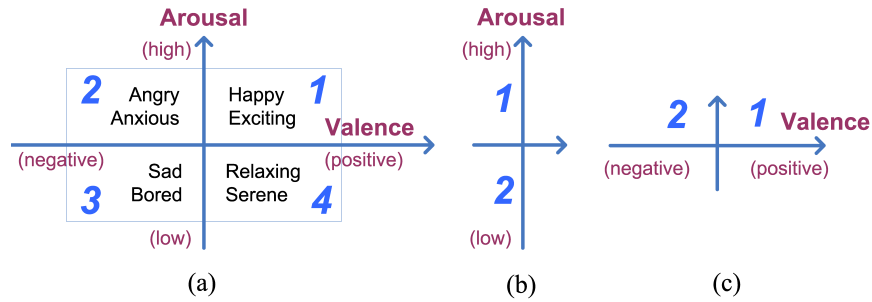 Arousal
(high)
2
Angry
Anxious
Happy
Exciting
1
Valence
(negative)
(positive)
3
Sad
Bored
Relaxing
Serene
4
(low)
(a)
Arousal
(high)
1
2
(low)
(b)
2
1
Valence
(negative)
(positive)
(c)